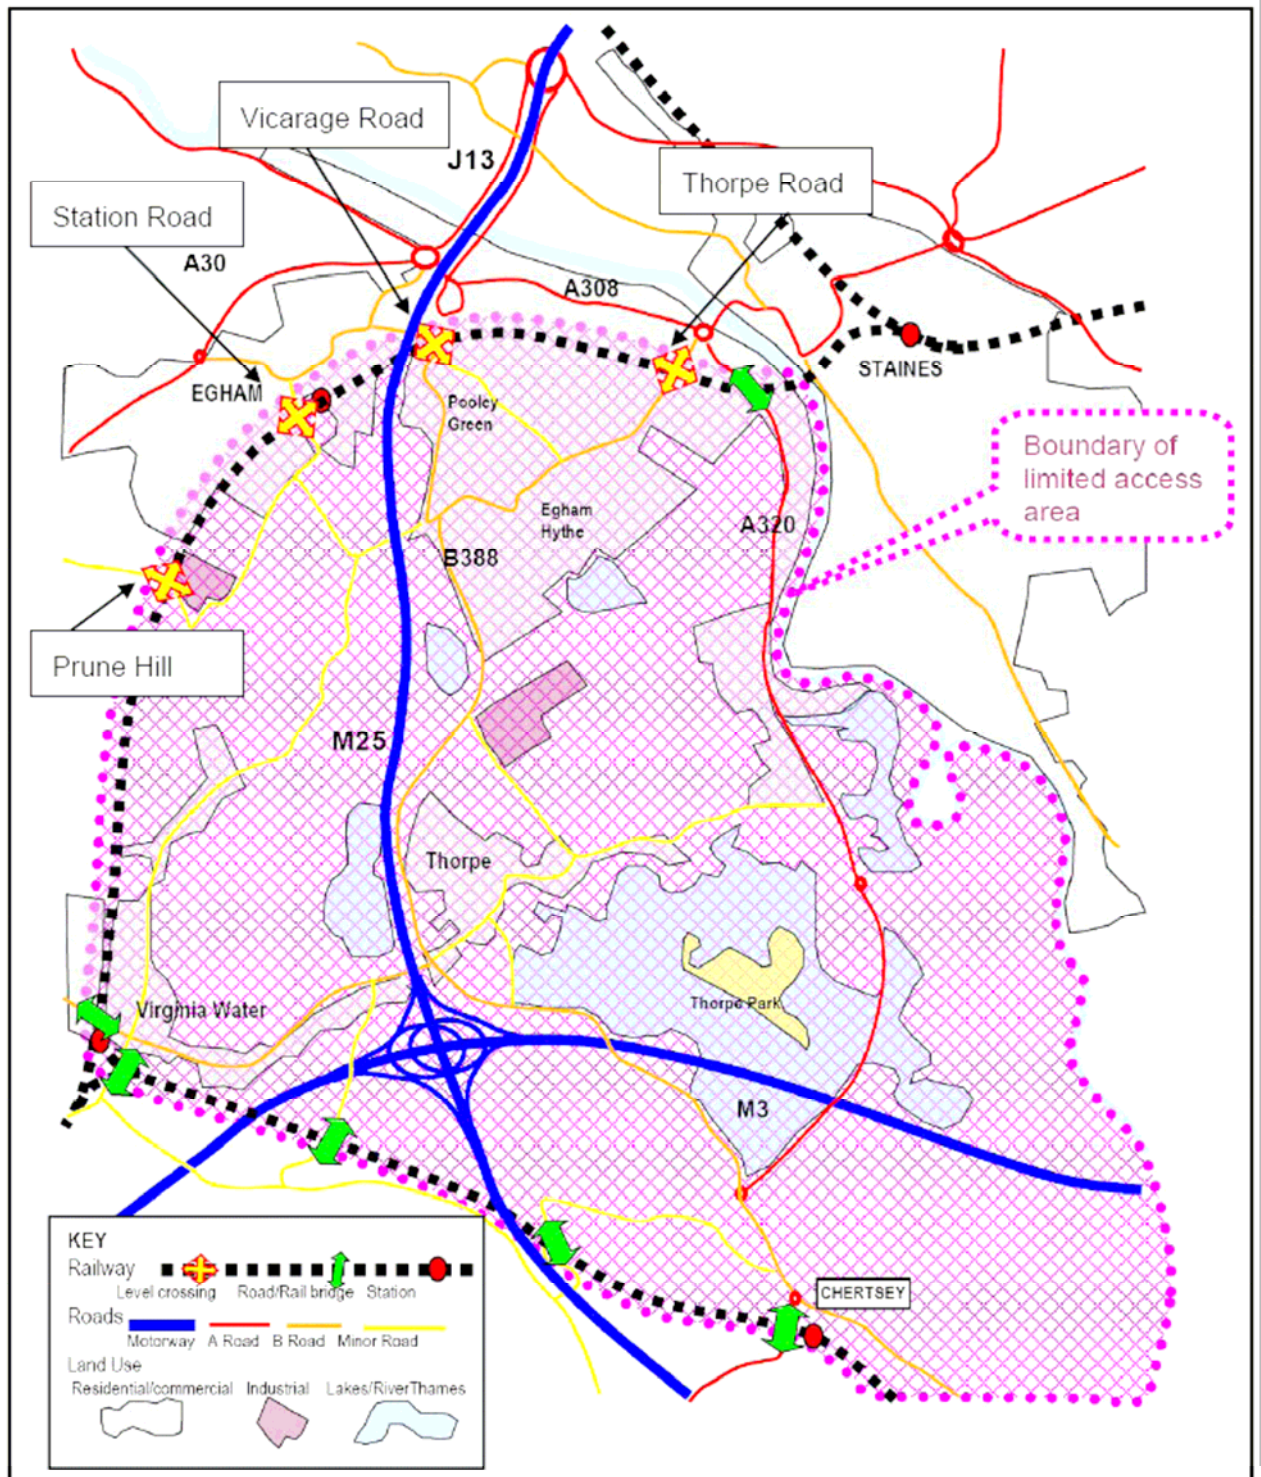 Vicarage Road
J13
Thorpe Road
Station Road
A30
A308
STAINES
EGHAM
Pooley
Green
Boundary of
limited access
area
Egham
Hythe
A320
B388
Prune Hill
M25
Thorpe
Thorpe Park
Virginia Water
M3
CHERTSEY
KEY
Railway
Level crossing Road/Rail bridge Station
Roads
Motorway A Road B Road Minor Road
Land Use
Residential/commercial Industrial Lakes/RiverThames